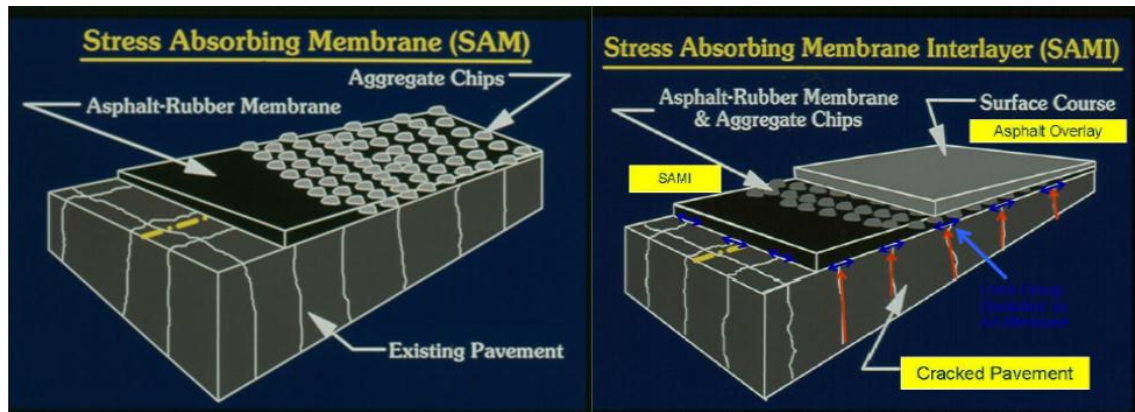 Stress Absorbing Membrane (SAM)
Aggregate Chips
Asphalt-Rubber Membrane
Existing Pavement
Stress Absorbing Membrane Interlayer (SAMI)
Asphalt-Rubber Membrane
& Aggregate Chips
Surface Course
Asphalt Overlay
SAMI
Cracked Pavement